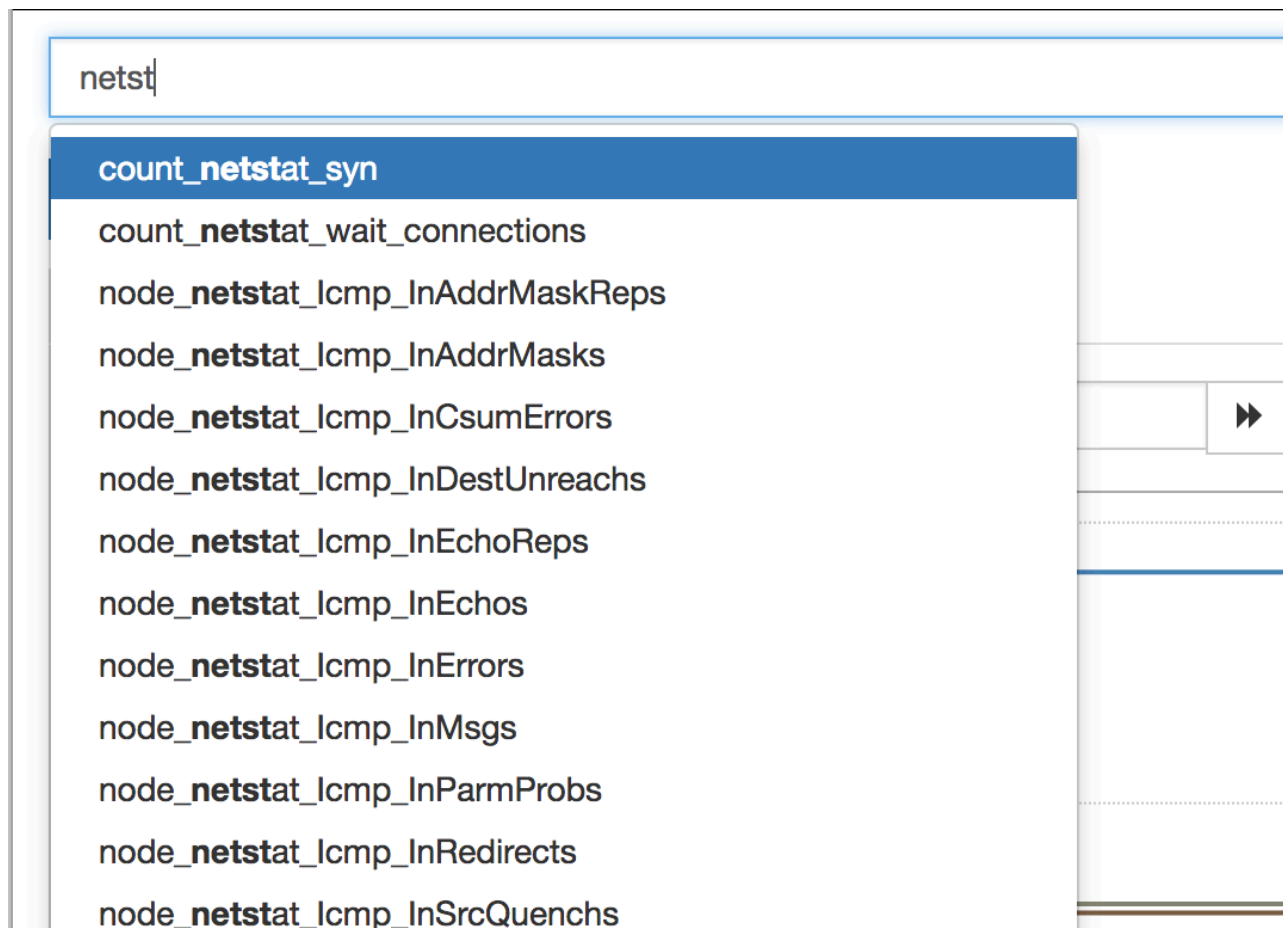 netst
count_netstat_syn
count_netstat_wait_connections
node_netstat_Icmp_InAddrMaskReps
node_netstat_Icmp_InAddrMasks
node_netstat_Icmp_InCsumErrors
node_netstat_Icmp_InDestUnreachs
node_netstat_Icmp_InEchoReps
node_netstat_Icmp_InEchos
node_netstat_Icmp_InErrors
node_netstat_Icmp_InMsgs
node_netstat_Icmp_InParmProbs
node_netstat_Icmp_InRedirects
node_netstat_Icmp_InSrcQuenchs